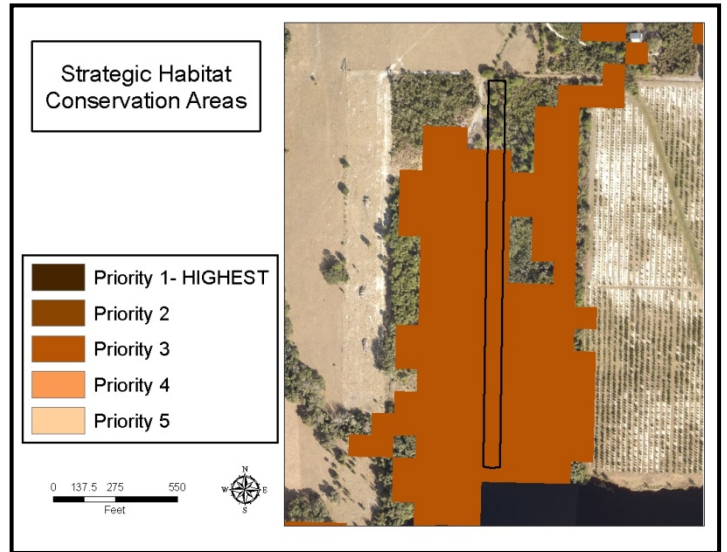 Strategic Habitat
Conservation Areas
Priority 1- HIGHEST
Priority 2
Priority 3
Priority 4
Priority 5
0 137.5 275 550
Feet
N
W E
S